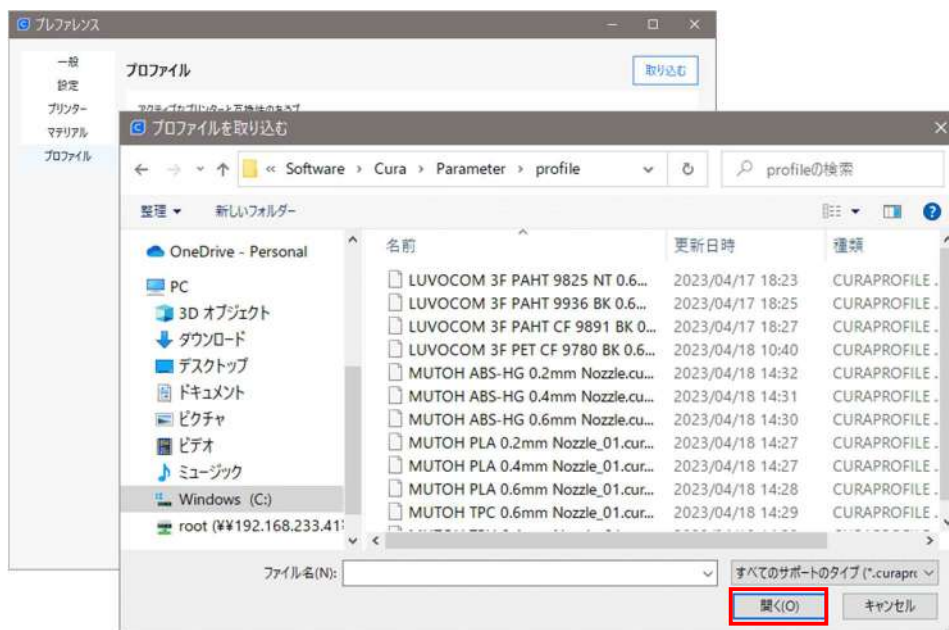 プレファレンス
一般
設定
プリンター
マテリアル
プロファイル
プロファイル
取り込む
プロファイルを取り込む
« Software › Cura › Parameter › profile
profileの検索
整理
新しいフォルダー
OneDrive - Personal
PC
3D オブジェクト
ダウンロード
デスクトップ
ドキュメント
ピクチャ
ビデオ
ミュージック
Windows (C:)
root (¥¥192.168.233.41
名前 更新日時 種類
LUVOCOM 3F PAHT 9825 NT 0.6... 2023/04/17 18:23 CURAPROFILE
LUVOCOM 3F PAHT 9936 BK 0.6... 2023/04/17 18:25 CURAPROFILE
LUVOCOM 3F PAHT CF 9891 BK 0... 2023/04/17 18:27 CURAPROFILE
LUVOCOM 3F PET CF 9780 BK 0.6... 2023/04/18 10:40 CURAPROFILE
MUTOH ABS-HG 0.2mm Nozzle.cu... 2023/04/18 14:32 CURAPROFILE
MUTOH ABS-HG 0.4mm Nozzle.cu... 2023/04/18 14:31 CURAPROFILE
MUTOH ABS-HG 0.6mm Nozzle.cu... 2023/04/18 14:30 CURAPROFILE
MUTOH PLA 0.2mm Nozzle_01.cur... 2023/04/18 14:27 CURAPROFILE
MUTOH PLA 0.4mm Nozzle_01.cur... 2023/04/18 14:27 CURAPROFILE
MUTOH PLA 0.6mm Nozzle_01.cur... 2023/04/18 14:28 CURAPROFILE
MUTOH TPC 0.6mm Nozzle_01.cur... 2023/04/18 14:29 CURAPROFILE
ファイル名(N):
すべてのサポートのタイプ (*.curapr
開く(O)
キャンセル